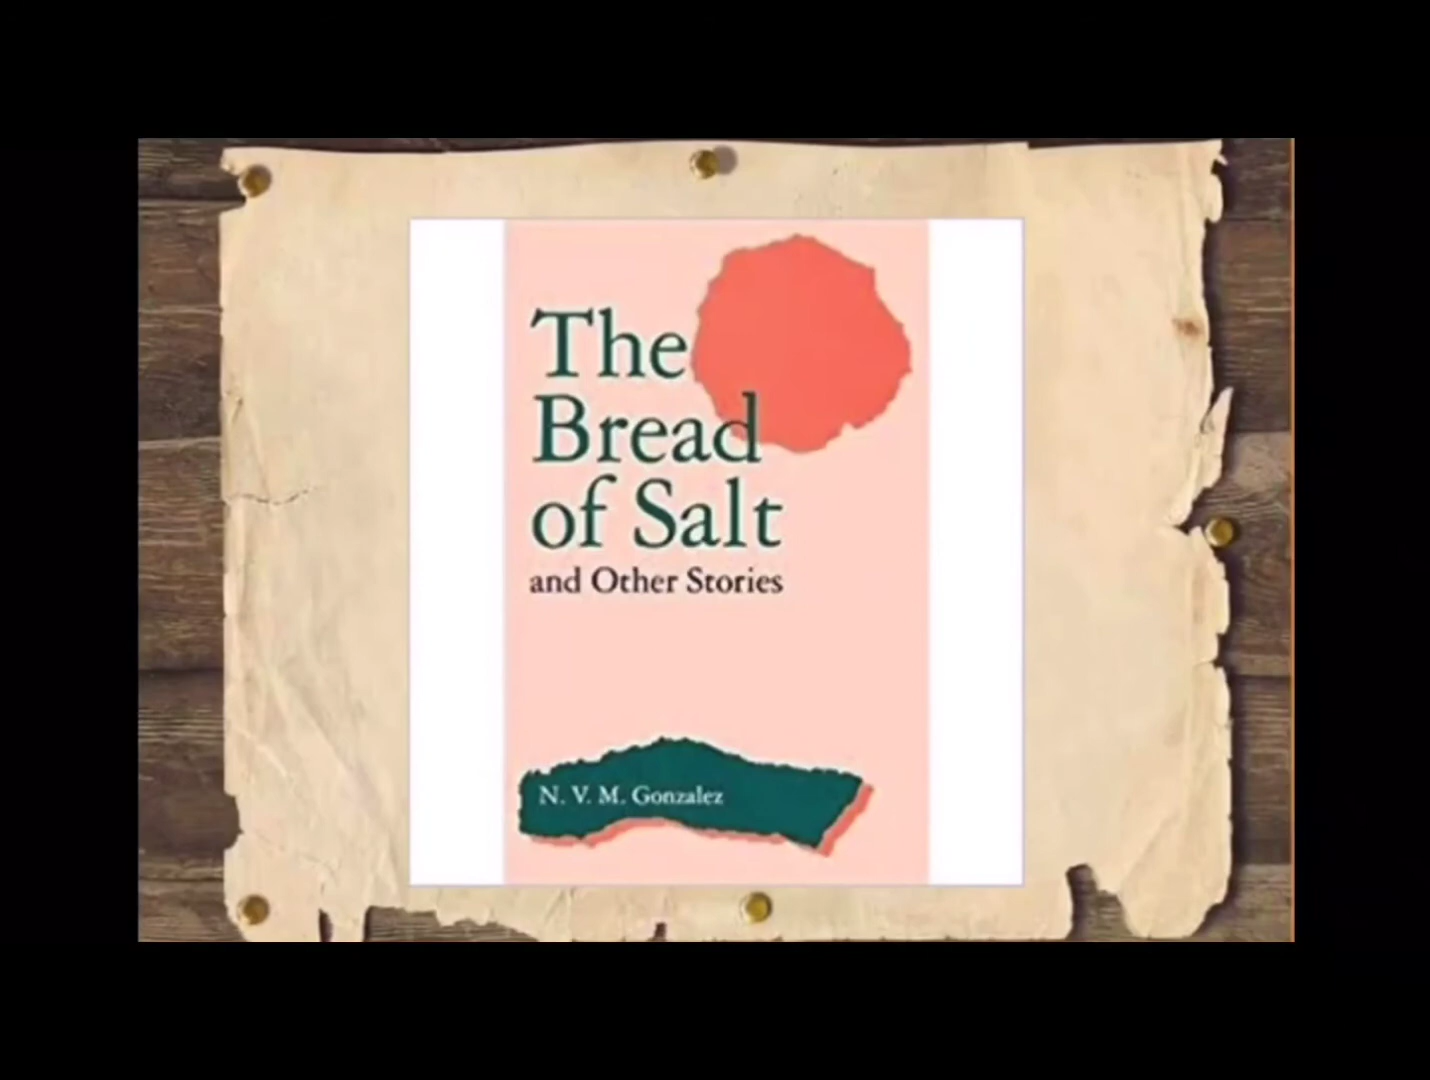 The
Bread
of Salt
and Other Stories
N. V. M. Gonzalez